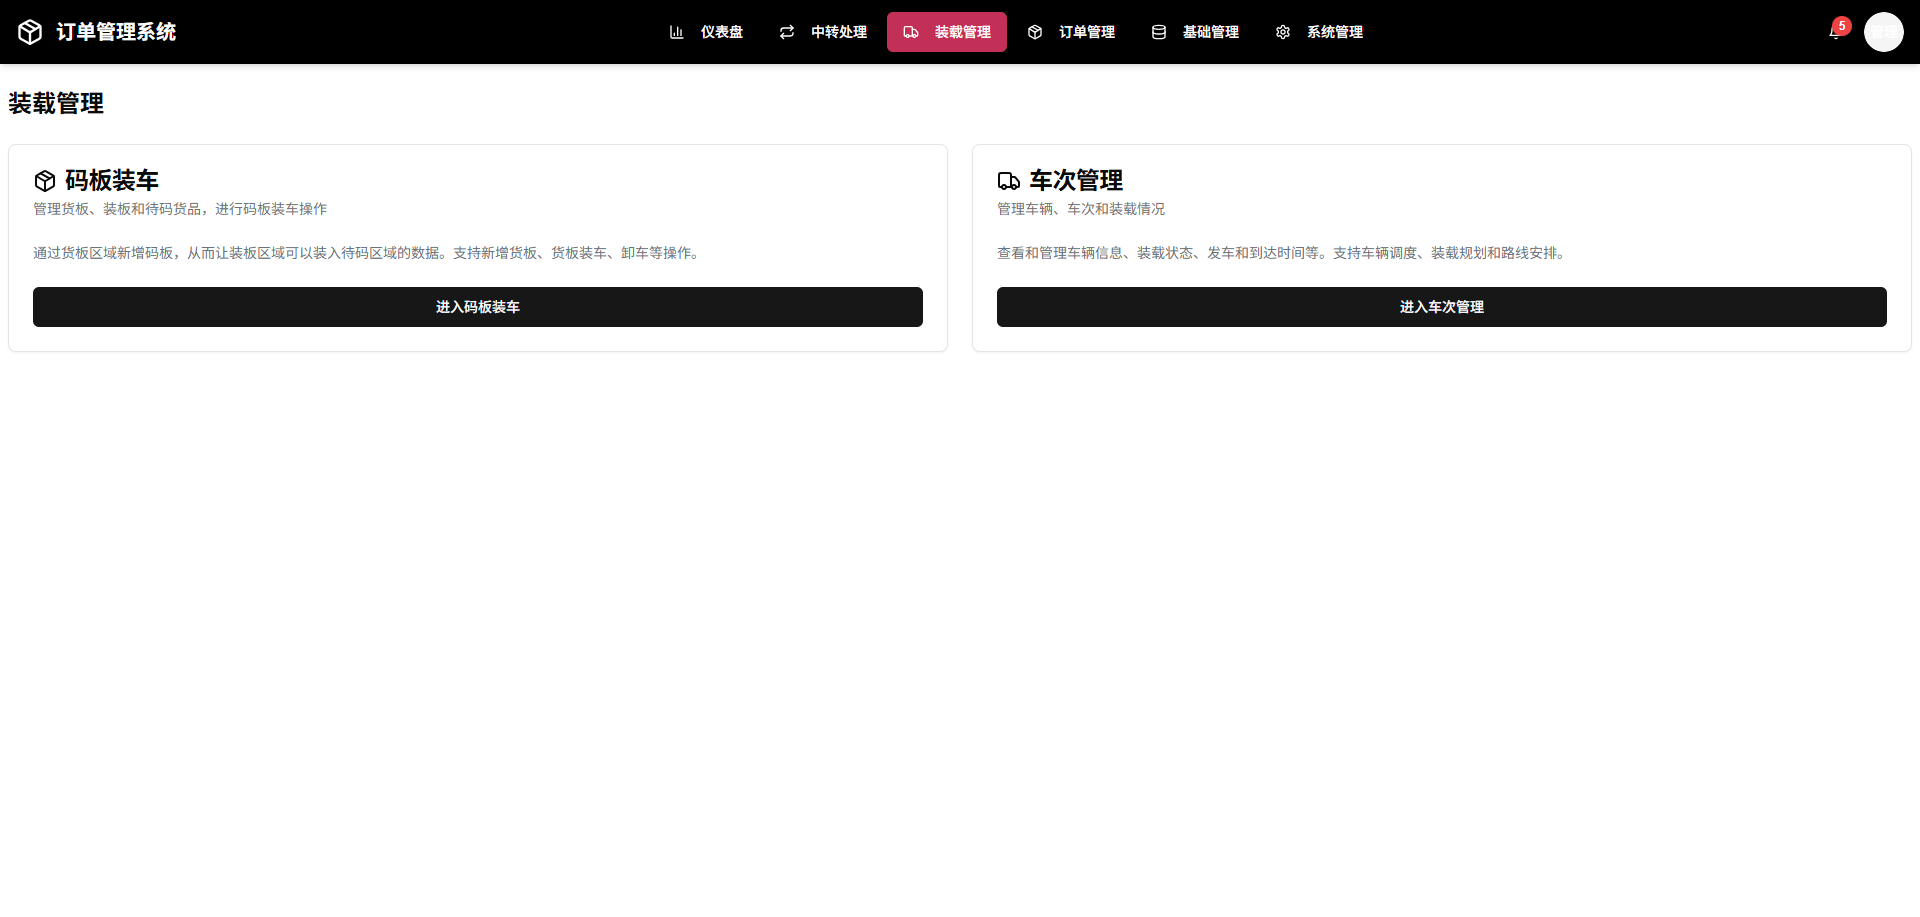 订单管理系统
仪表盘
中转处理
装载管理
订单管理
基础管理
系统管理
5
装载管理
码板装车
管理货板、装板和待码货品，进行码板装车操作
通过货板区域新增码板，从而让装板区域可以装入待码区域的数据。支持新增货板、货板装车、卸车等操作。
进入码板装车
车次管理
管理车辆、车次和装载情况
查看和管理车辆信息、装载状态、发车和到达时间等。支持车辆调度、装载规划和路线安排。
进入车次管理